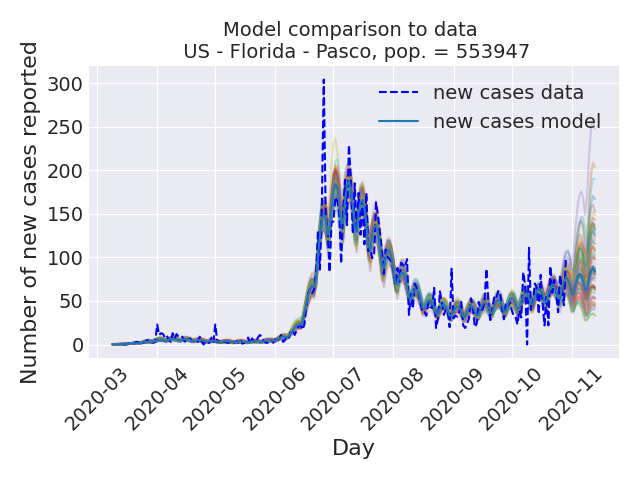 Model comparison to data
US - Florida - Pasco, pop. = 553947
Number of new cases reported
300
250
200
150
100
50
0
new cases data
new cases model
2020-03
2020-04
2020-05
2020-06
2020-07
2020-08
2020-09
2020-10
2020-11
Day